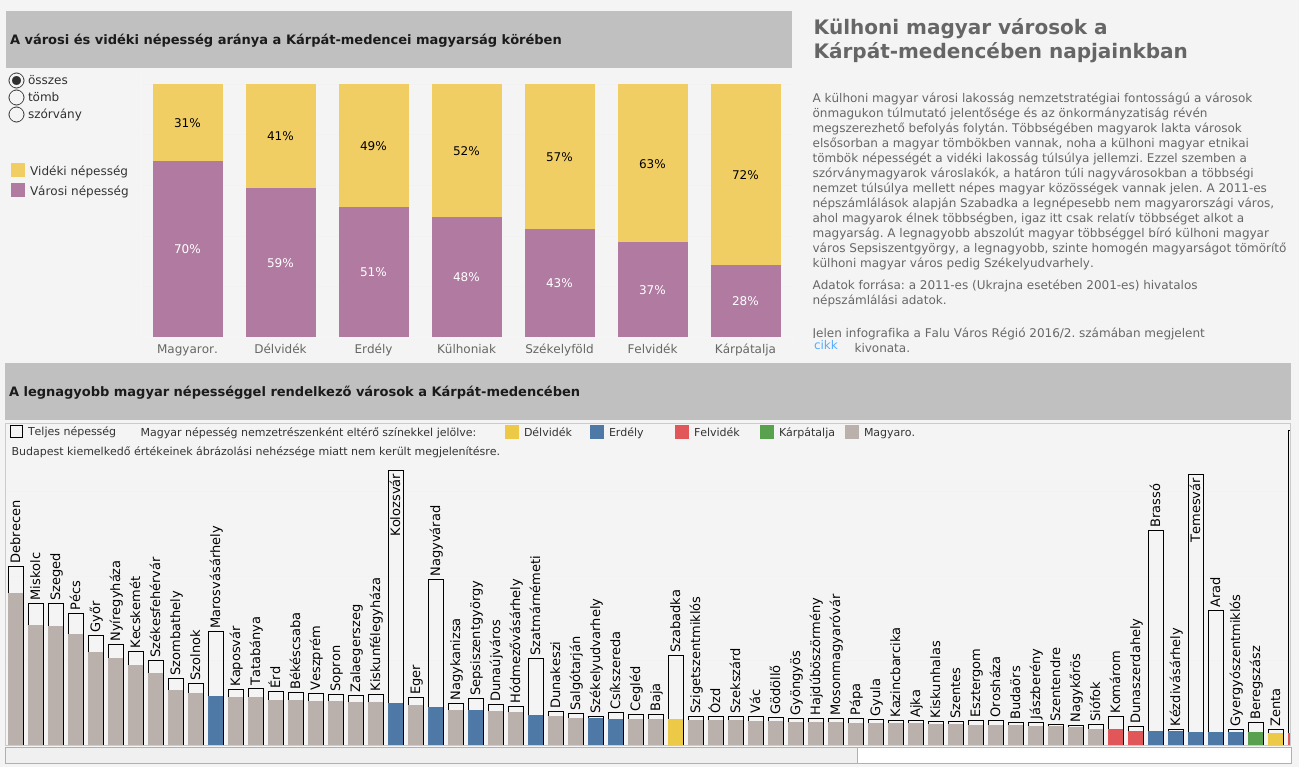 A városi és vidéki népesség aránya a Kárpát-medencei magyarság körében
összes
tömb
szórvány
Vidéki népesség
Városi népesség
31%
41%
49%
52%
57%
63%
72%
70%
59%
51%
48%
43%
37%
28%
Magyaror.
Délvidék
Erdély
Külhoniak
Székelyföld
Felvidék
Kárpátalja
Külhoni magyar városok a
Kárpát-medencében napjainkban
A külhoni magyar városi lakosság nemzetstratégiai fontosságú a városok
önmagukon túlmutató jelentősége és az önkormányzatiság révén
megszerezhető befolyás folytán. Többségében magyarok lakta városok
elsősorban a magyar tömbökben vannak, noha a külhoni magyar etnikai
tömbök népességét a vidéki lakosság túlsúlya jellemzi. Ezzel szemben a
szórványmagyarok városlakók, a határon túli nagyvárosokban a többségi
nemzet túlsúlya mellett népes magyar közösségek vannak jelen. A 2011-es
népszámlálások alapján Szabadka a legnépesebb nem magyarországi város,
ahol magyarok élnek többségben, igaz itt csak relatív többséget alkot a
magyarság. A legnagyobb abszolút magyar többséggel bíró külhoni magyar
város Sepsiszentgyörgy, a legnagyobb, szinte homogén magyarságot tömörítő
külhoni magyar város pedig Székelyudvarhely.
Adatok forrása: a 2011-es (Ukrajna esetében 2001-es) hivatalos
népszámlálási adatok.
Jelen infografika a Falu Város Régió 2016/2. számában megjelent
cikk kivonata.
A legnagyobb magyar népességgel rendelkező városok a Kárpát-medencében
Teljes népesség
Magyar népesség nemzetrészenként eltérő színekkel jelölve:
Délvidék
Erdély
Felvidék
Kárpátalja
Magyaro.
Budapest kiemelkedő értékeinek ábrázolási nehézsége miatt nem került megjelenítésre.
Debrecen
Miskolc
Szeged
Pécs
Győr
Nyíregyháza
Kecskemét
Székesfehérvár
Szombathely
Szolnok
Marosvásárhely
Kaposvár
Tatabánya
Érd
Békéscsaba
Veszprém
Sopron
Zalaegerszeg
Kiskunfélegyháza
Kolozsvár
Eger
Nagyvárad
Nagykanizsa
Sepsiszentgyörgy
Dunaújváros
Hódmezővásárhely
Szatmárnémeti
Dunakeszi
Salgótarján
Székelyudvarhely
Csíkszereda
Cegléd
Baja
Szabadka
Szigetszentmiklós
Ózd
Szekszárd
Vác
Gödöllő
Gyöngyös
Hajdúböszörmény
Mosonmagyaróvár
Pápa
Gyula
Kazincbarcika
Ajka
Kiskunhalas
Szentes
Esztergom
Orosháza
Budaörs
Jászberény
Szentendre
Nagykőrös
Siófok
Komárom
Dunaszerdahely
Brassó
Kézdivásárhely
Temesvár
Arad
Gyergyószentmiklós
Beregszász
Zenta